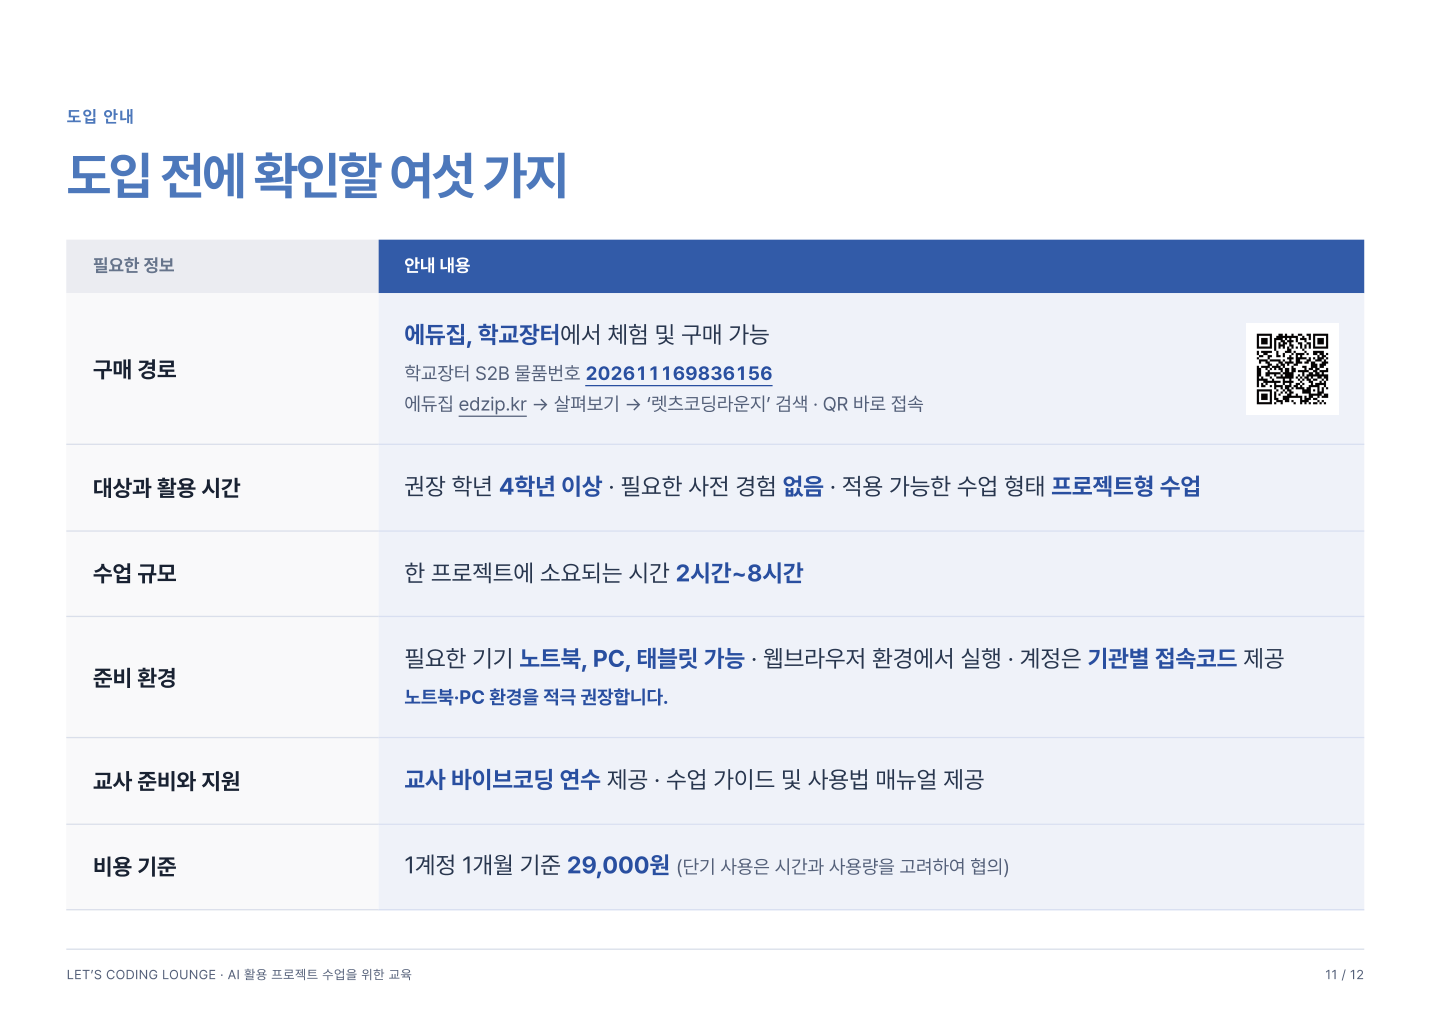 도입 안내
도입 전에 확인할 여섯 가지
필요한 정보
안내 내용
구매 경로
에듀집, 학교장터에서 체험 및 구매 가능
학교장터 S2B 물품번호 202611169836156
에듀집 edzip.kr → 살펴보기 → ‘렛츠코딩라운지’ 검색 · QR 바로 접속
대상과 활용 시간
권장 학년 4학년 이상 · 필요한 사전 경험 없음 · 적용 가능한 수업 형태 프로젝트형 수업
수업 규모
한 프로젝트에 소요되는 시간 2시간~8시간
준비 환경
필요한 기기 노트북, PC, 태블릿 가능 · 웹브라우저 환경에서 실행 · 계정은 기관별 접속코드 제공
노트북·PC 환경을 적극 권장합니다.
교사 준비와 지원
교사 바이브코딩 연수 제공 · 수업 가이드 및 사용법 매뉴얼 제공
비용 기준
1계정 1개월 기준 29,000원 (단기 사용은 시간과 사용량을 고려하여 협의)
LET’S CODING LOUNGE · AI 활용 프로젝트 수업을 위한 교육
11 / 12